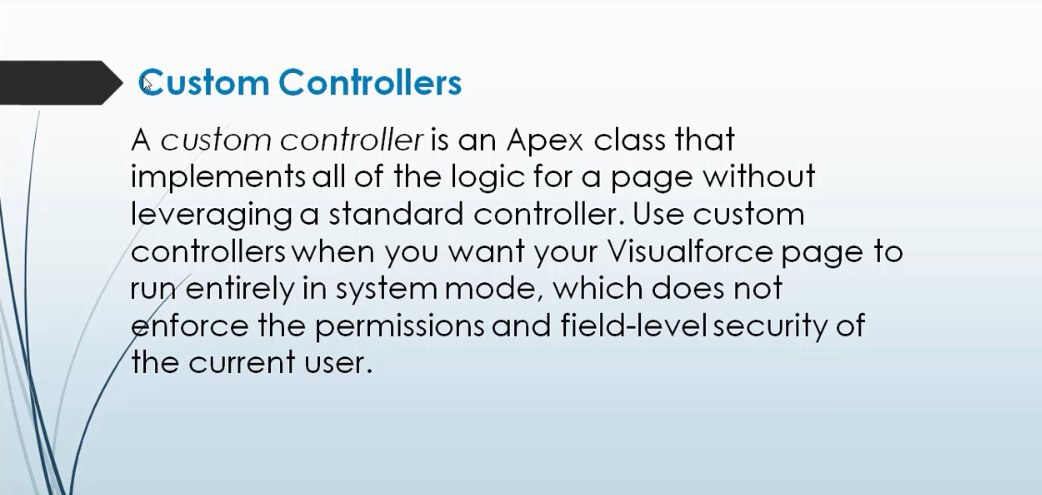 Custom Controllers
A custom controller is an Apex class that
implements all of the logic for a page without
leveraging a standard controller. Use custom
controllers when you want your Visualforce page to
run entirely in system mode, which does not
enforce the permissions and field-level security of
the current user.